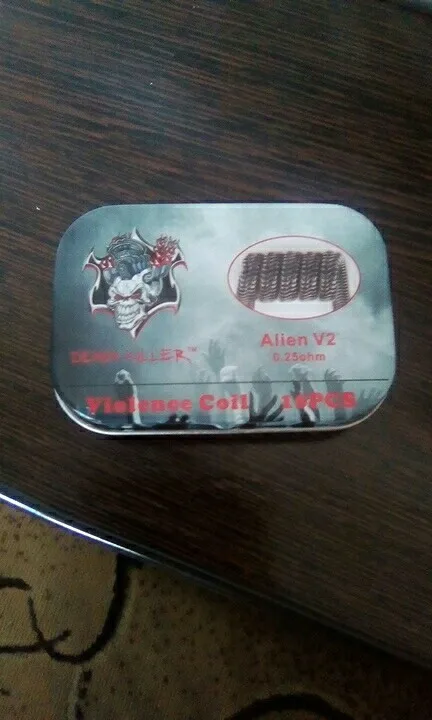 DEMON KILLER™
Alien V2
0.25ohm
Violence Coil 10PCS